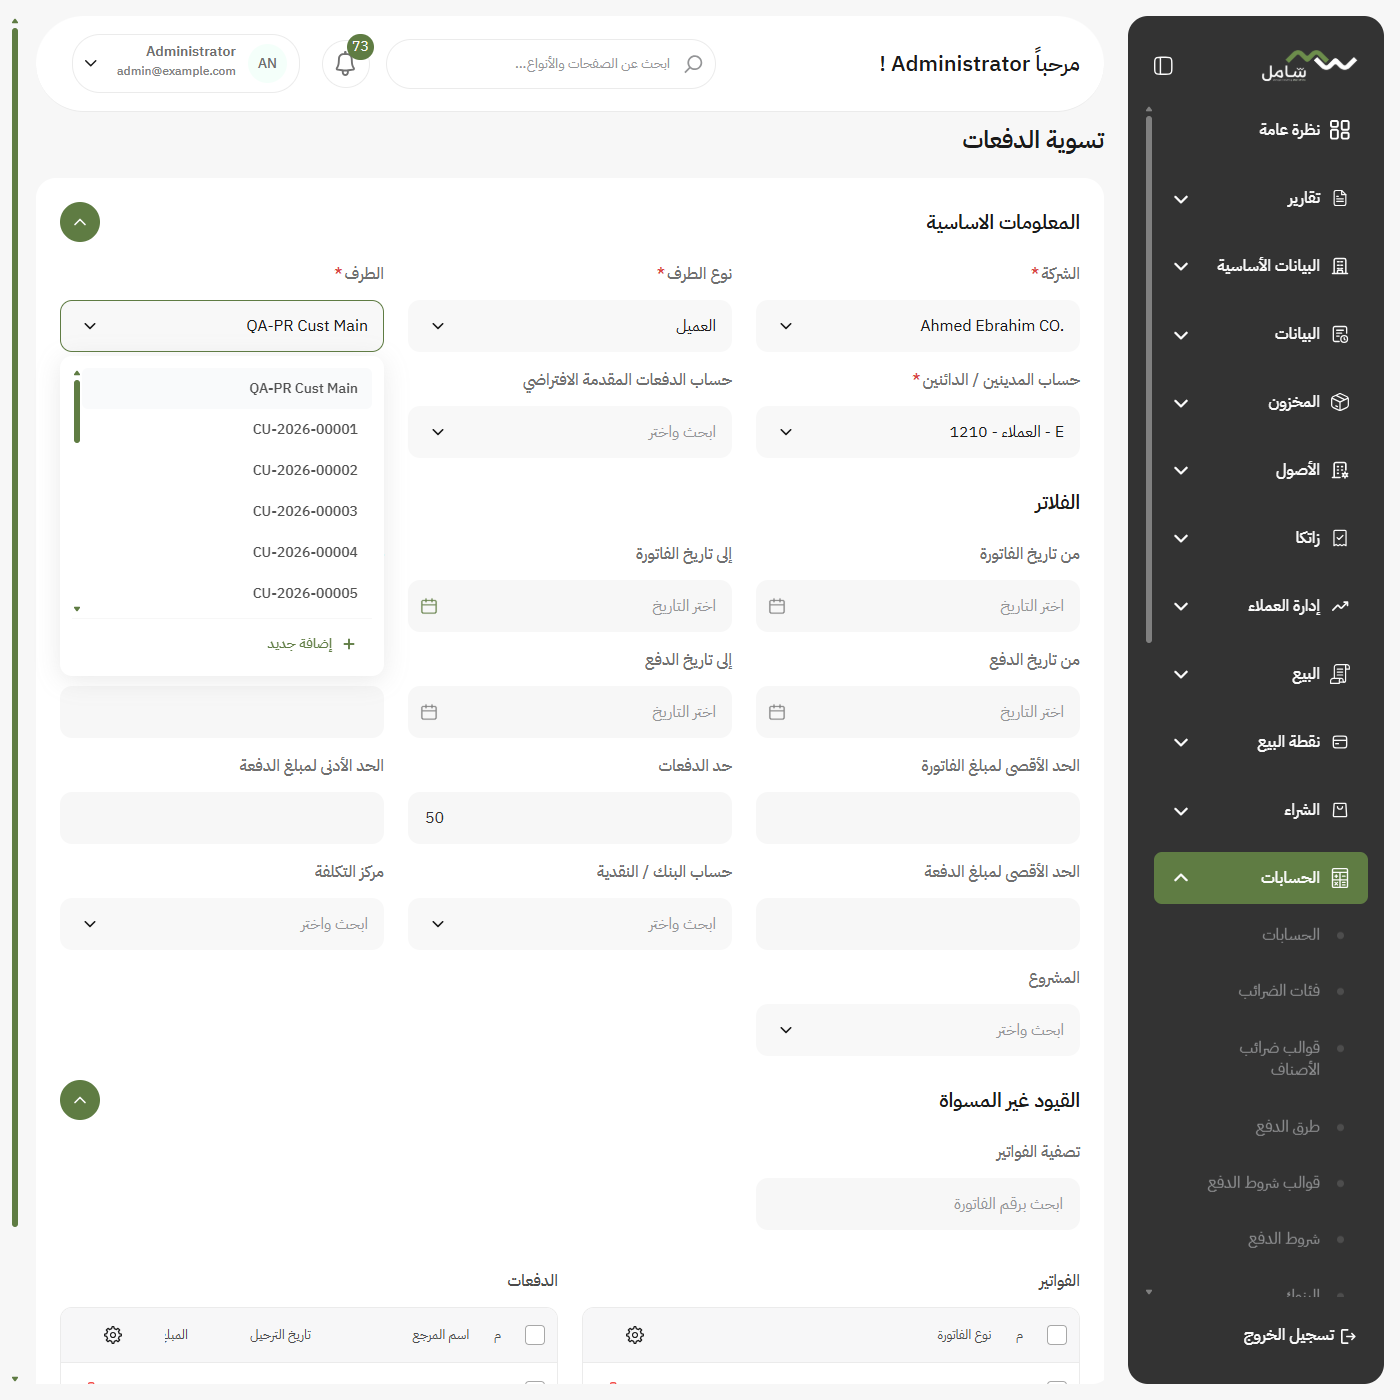 شامل
نظرة عامة
تقارير
البيانات الأساسية
البيانات
المخزون
الأصول
زاتكا
إدارة العملاء
البيع
نقطة البيع
الشراء
الحسابات
الحسابات
فئات الضرائب
قوالب ضرائب
الأصناف
طرق الدفع
قوالب شروط الدفع
شروط الدفع
البنوك
تسجيل الخروج
مرحباً Administrator !
ابحث عن الصفحات والأنواع...
73
AN
Administrator
admin@example.com
تسوية الدفعات
المعلومات الاساسية
الشركة *
نوع الطرف *
الطرف *
Ahmed Ebrahim CO.
العميل
QA-PR Cust Main
QA-PR Cust Main
CU-2026-00001
CU-2026-00002
CU-2026-00003
CU-2026-00004
CU-2026-00005
+ إضافة جديد
حساب المدينين / الدائنين *
حساب الدفعات المقدمة الافتراضي
1210 - العملاء - E
ابحث واختر
الفلاتر
من تاريخ الفاتورة
إلى تاريخ الفاتورة
اختر التاريخ
اختر التاريخ
من تاريخ الدفع
إلى تاريخ الدفع
اختر التاريخ
اختر التاريخ
الحد الأقصى لمبلغ الفاتورة
حد الدفعات
الحد الأدنى لمبلغ الدفعة
50
الحد الأقصى لمبلغ الدفعة
حساب البنك / النقدية
مركز التكلفة
ابحث واختر
ابحث واختر
المشروع
ابحث واختر
القيود غير المسواة
تصفية الفواتير
ابحث برقم الفاتورة
الفواتير
الدفعات
م
نوع الفاتورة
م
اسم المرجع
تاريخ الترحيل